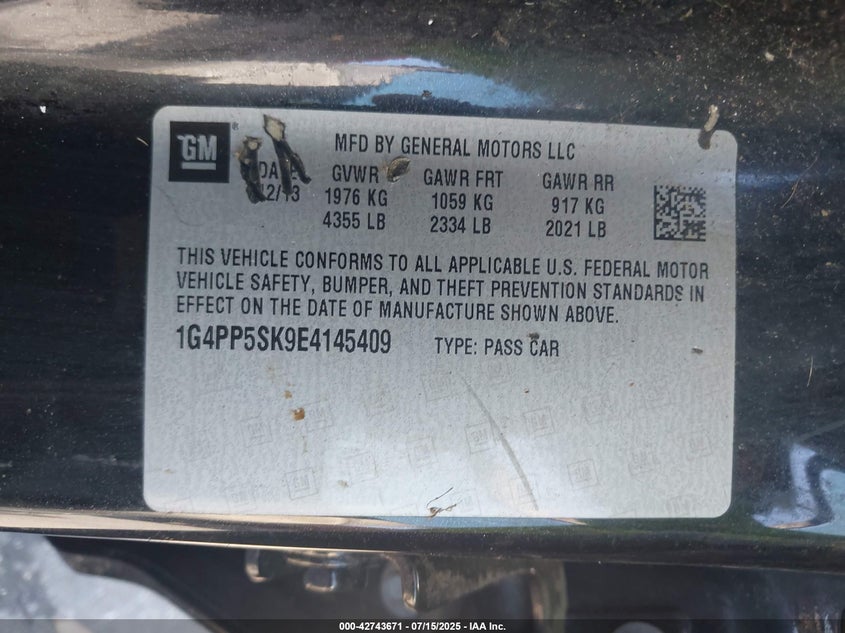 GM ®
MFD BY GENERAL MOTORS LLC
DATE GVWR GAWR FRT GAWR RR
2/13 1976 KG 1059 KG 917 KG
4355 LB 2334 LB 2021 LB
THIS VEHICLE CONFORMS TO ALL APPLICABLE U.S. FEDERAL MOTOR
VEHICLE SAFETY, BUMPER, AND THEFT PREVENTION STANDARDS IN
EFFECT ON THE DATE OF MANUFACTURE SHOWN ABOVE.
1G4PP5SK9E4145409 TYPE: PASS CAR
000-42743671 - 07/15/2025 - IAA Inc.